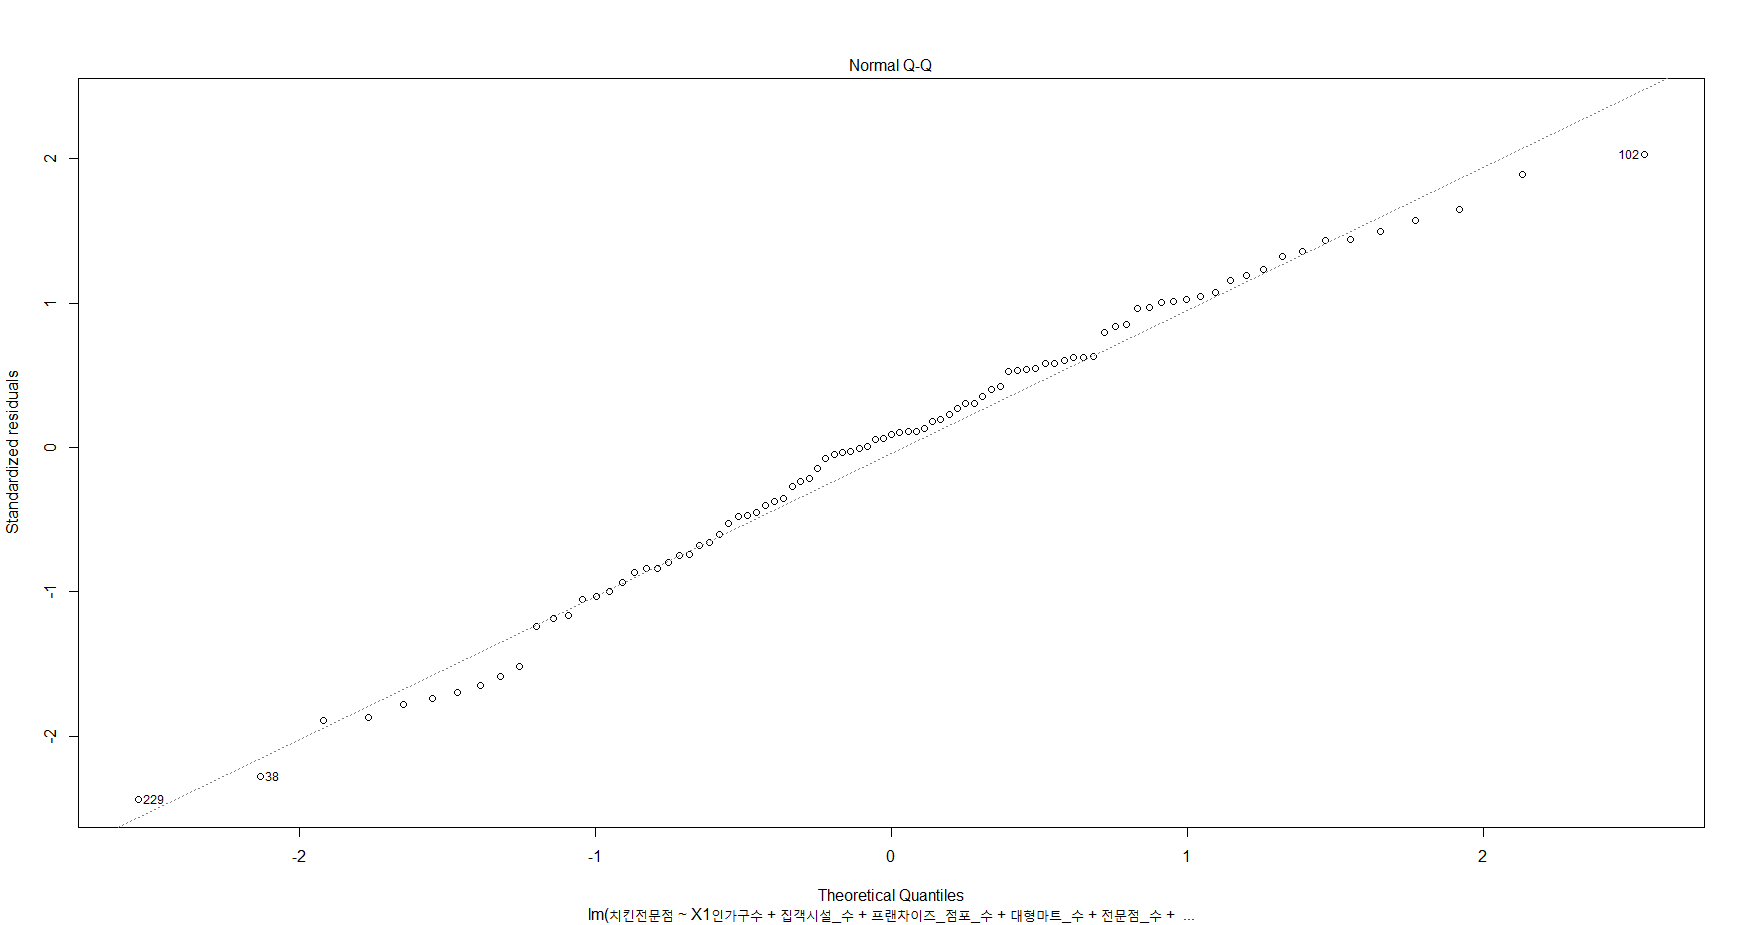 Normal Q-Q
Standardized residuals
2
1
0
-1
-2
102
38
229
-2 -1 0 1 2
Theoretical Quantiles
lm(치킨전문점 ~ X1인가구수 + 집객시설_수 + 프랜차이즈_점포_수 + 대형마트_수 + 전문점_수 + ...